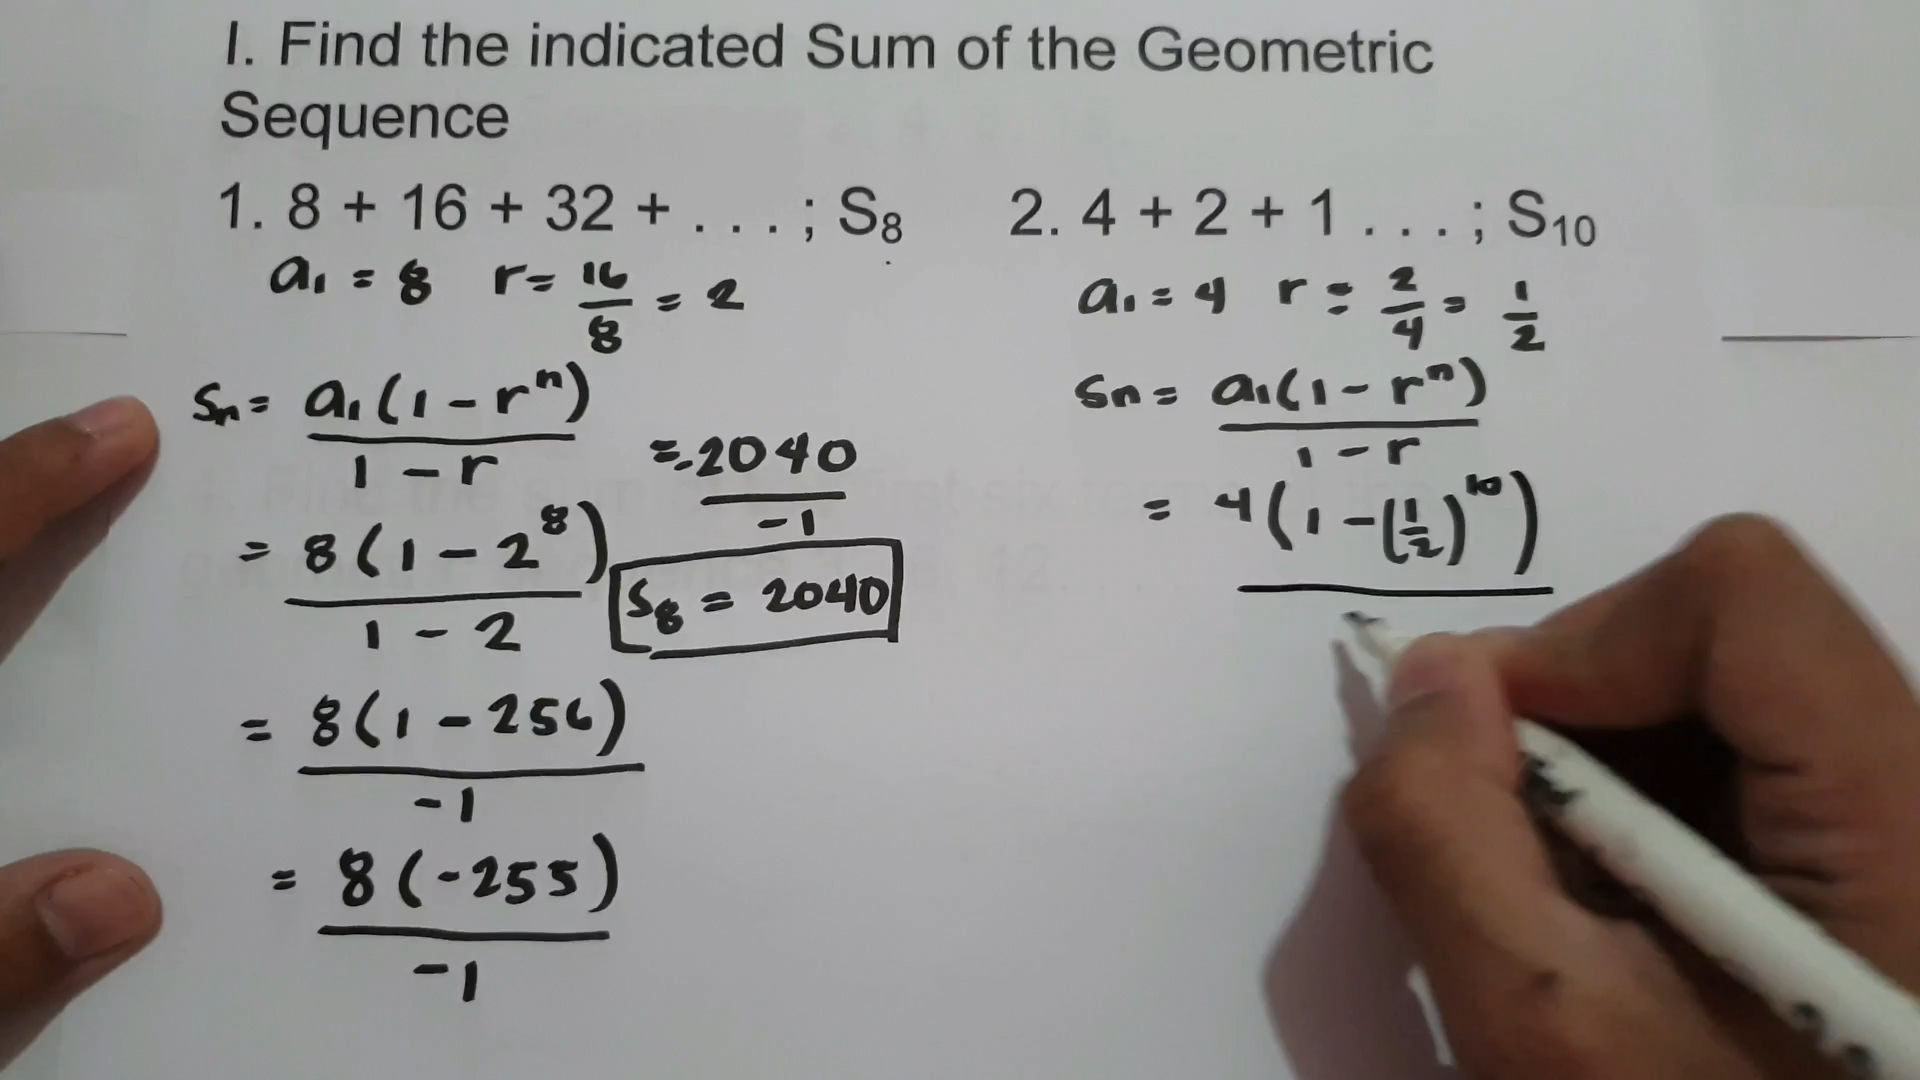 I. Find the indicated Sum of the Geometric
Sequence
1. 8 + 16 + 32 + . . . ; S₈
a₁ = 8 r = 16/8 = 2
Sn = a₁(1 - rⁿ)/1 - r
= 8(1 - 2⁸)/1 - 2
= 8(1 - 256)/-1
= 8(-255)/-1
= -2040/-1
S₈ = 2040
2. 4 + 2 + 1 . . . ; S₁₀
a₁ = 4 r = 2/4 = 1/2
Sn = a₁(1 - rⁿ)/1 - r
= 4(1 - (1/2)¹⁰)